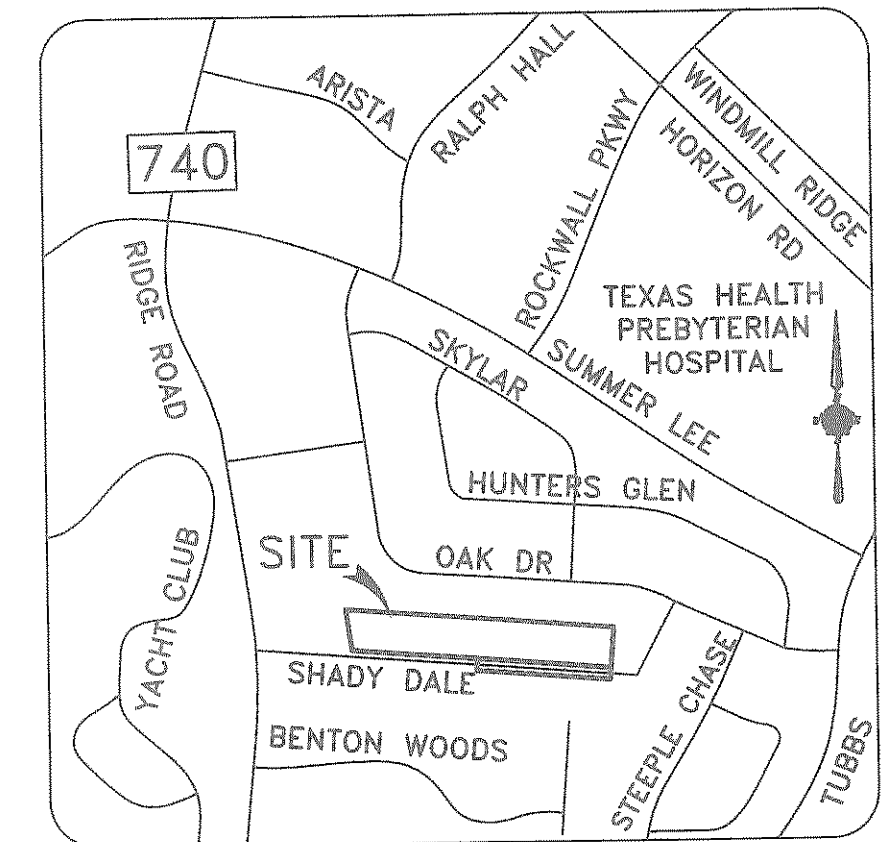 ARISTA
RALPH HALL
740
ROCKWALL PKWY
WINDMILL RIDGE
HORIZON RD
RIDGE ROAD
TEXAS HEALTH
PREBYTERIAN
HOSPITAL
SKYLAR
SUMMER LEE
HUNTERS GLEN
SITE
OAK DR
YACHT CLUB
SHADY DALE
STEEPLE CHASE
BENTON WOODS
TUBBS